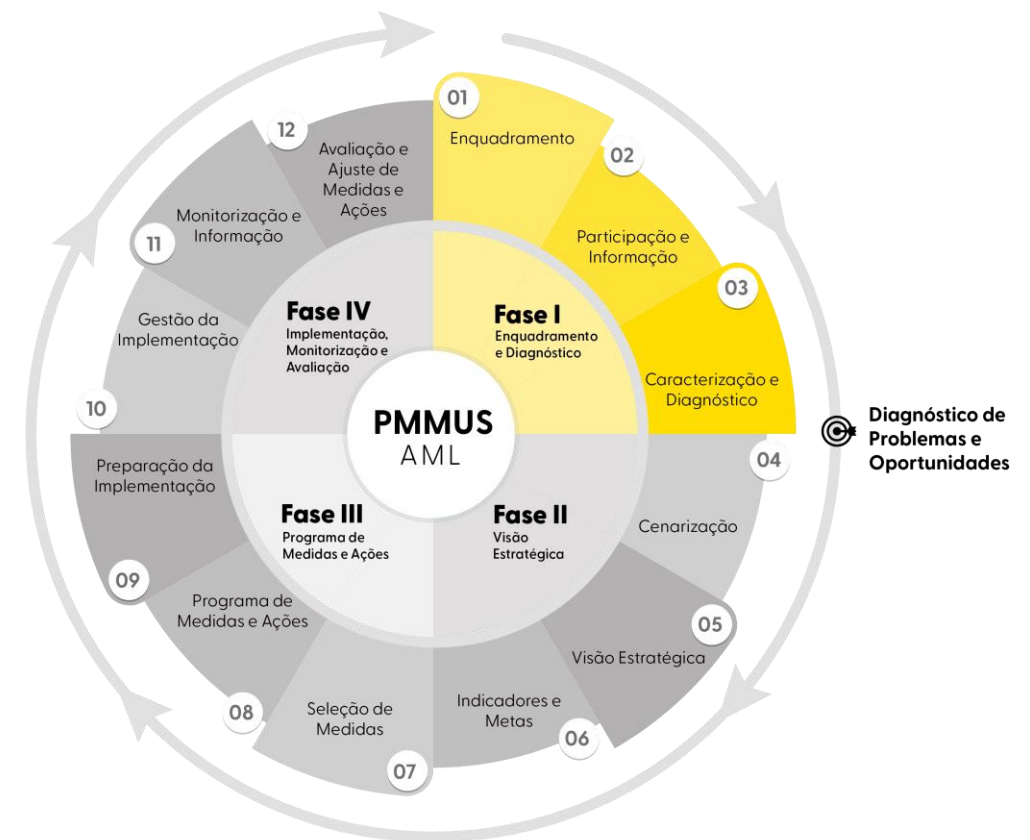 01
Enquadramento
02
Participação e
Informação
03
Caracterização e
Diagnóstico
Diagnóstico de
Problemas e
Oportunidades
04
Cenarização
05
Visão Estratégica
06
Indicadores e
Metas
07
Seleção de
Medidas
08
Programa de
Medidas e Ações
09
Preparação da
Implementação
10
Gestão da
Implementação
11
Monitorização e
Informação
12
Avaliação e
Ajuste de
Medidas e
Ações
Fase I
Enquadramento
e Diagnóstico
Fase II
Visão
Estratégica
Fase III
Programa de
Medidas e Ações
Fase IV
Implementação,
Monitorização e
Avaliação
PMMUS
AML